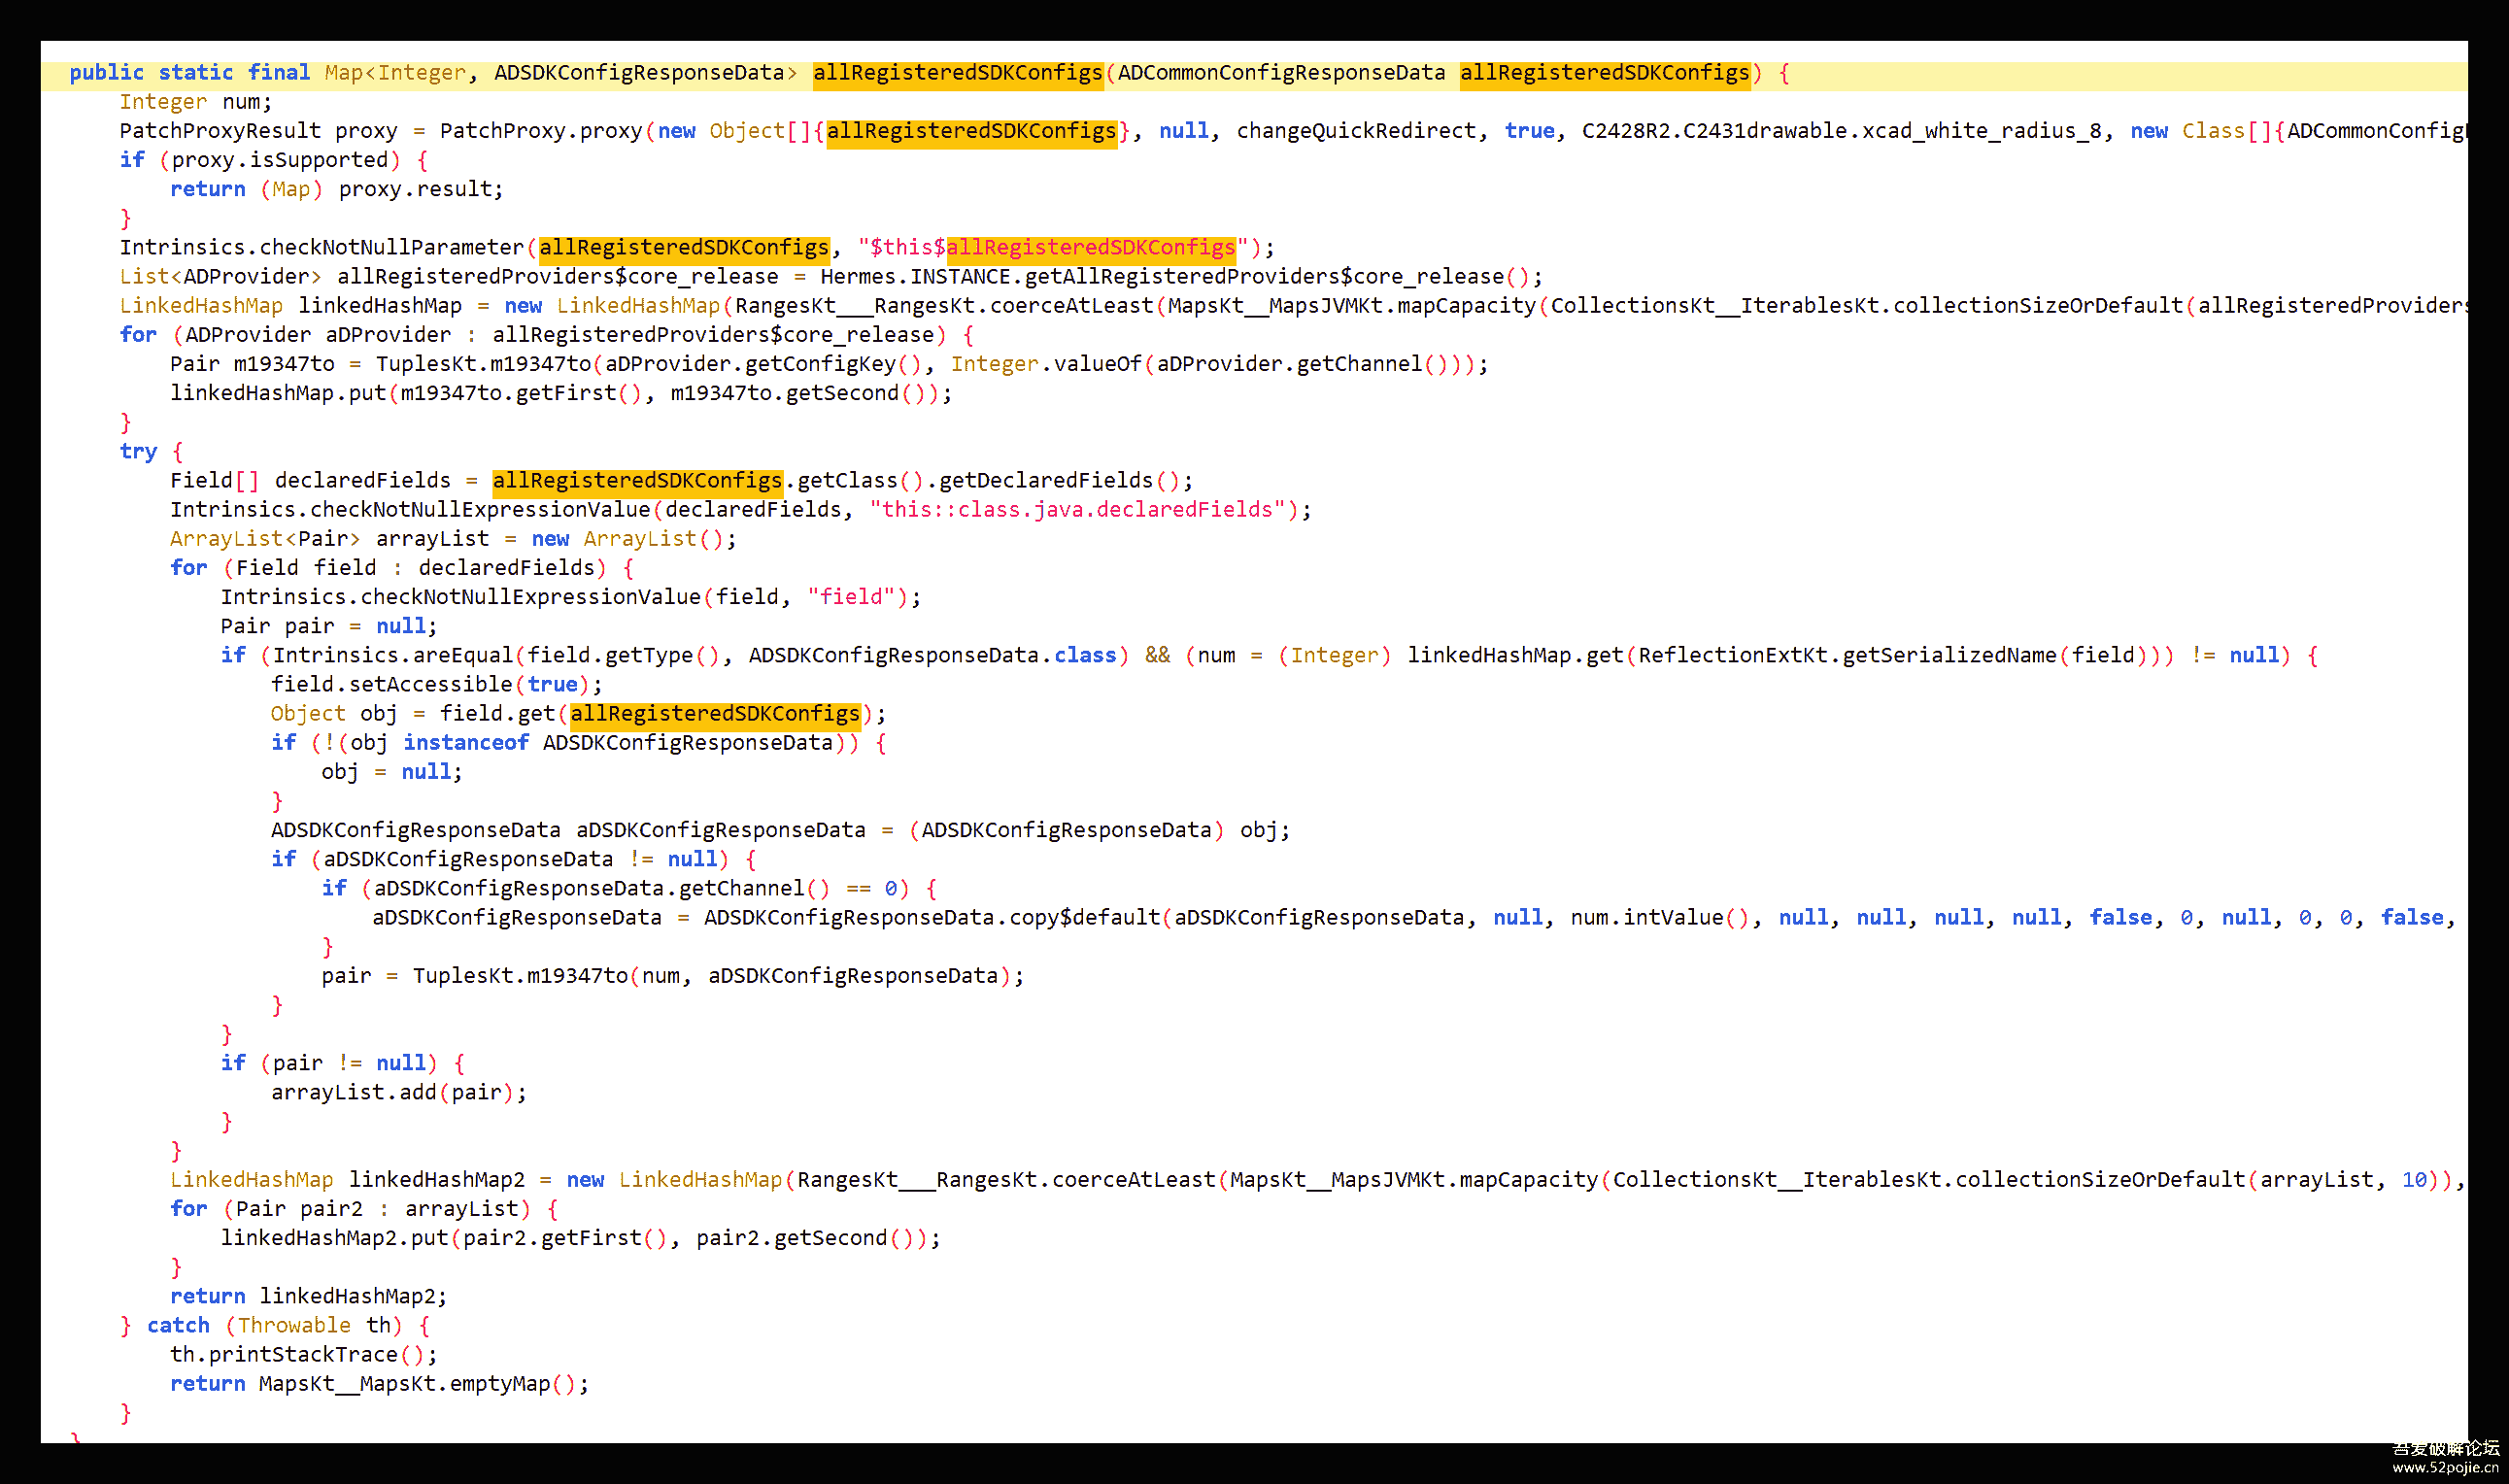 public static final Map<Integer, ADSDKConfigResponseData> allRegisteredSDKConfigs(ADCommonConfigResponseData allRegisteredSDKConfigs) {
Integer num;
PatchProxyResult proxy = PatchProxy.proxy(new Object[]{allRegisteredSDKConfigs}, null, changeQuickRedirect, true, C2428R2.C2431drawable.xcad_white_radius_8, new Class[]{ADCommonConfig
if (proxy.isSupported) {
return (Map) proxy.result;
}
Intrinsics.checkNotNullParameter(allRegisteredSDKConfigs, "$this$allRegisteredSDKConfigs");
List<ADProvider> allRegisteredProviders$core_release = Hermes.INSTANCE.getAllRegisteredProviders$core_release();
LinkedHashMap linkedHashMap = new LinkedHashMap(RangesKt___RangesKt.coerceAtLeast(MapsKt__MapsJVMKt.mapCapacity(CollectionsKt__IterablesKt.collectionSizeOrDefault(allRegisteredProviders
for (ADProvider aDProvider : allRegisteredProviders$core_release) {
Pair m19347to = TuplesKt.m19347to(aDProvider.getConfigKey(), Integer.valueOf(aDProvider.getChannel()));
linkedHashMap.put(m19347to.getFirst(), m19347to.getSecond());
}
try {
Field[] declaredFields = allRegisteredSDKConfigs.getClass().getDeclaredFields();
Intrinsics.checkNotNullExpressionValue(declaredFields, "this::class.java.declaredFields");
ArrayList<Pair> arrayList = new ArrayList();
for (Field field : declaredFields) {
Intrinsics.checkNotNullExpressionValue(field, "field");
Pair pair = null;
if (Intrinsics.areEqual(field.getType(), ADSDKConfigResponseData.class) && (num = (Integer) linkedHashMap.get(ReflectionExtKt.getSerializedName(field))) != null) {
field.setAccessible(true);
Object obj = field.get(allRegisteredSDKConfigs);
if (!(obj instanceof ADSDKConfigResponseData)) {
obj = null;
}
ADSDKConfigResponseData aDSDKConfigResponseData = (ADSDKConfigResponseData) obj;
if (aDSDKConfigResponseData != null) {
if (aDSDKConfigResponseData.getChannel() == 0) {
aDSDKConfigResponseData = ADSDKConfigResponseData.copy$default(aDSDKConfigResponseData, null, num.intValue(), null, null, null, null, false, 0, null, 0, 0, false,
}
pair = TuplesKt.m19347to(num, aDSDKConfigResponseData);
}
}
if (pair != null) {
arrayList.add(pair);
}
}
LinkedHashMap linkedHashMap2 = new LinkedHashMap(RangesKt___RangesKt.coerceAtLeast(MapsKt__MapsJVMKt.mapCapacity(CollectionsKt__IterablesKt.collectionSizeOrDefault(arrayList, 10)),
for (Pair pair2 : arrayList) {
linkedHashMap2.put(pair2.getFirst(), pair2.getSecond());
}
return linkedHashMap2;
} catch (Throwable th) {
th.printStackTrace();
return MapsKt__MapsKt.emptyMap();
}
}
吾爱破解论坛
www.52pojie.cn